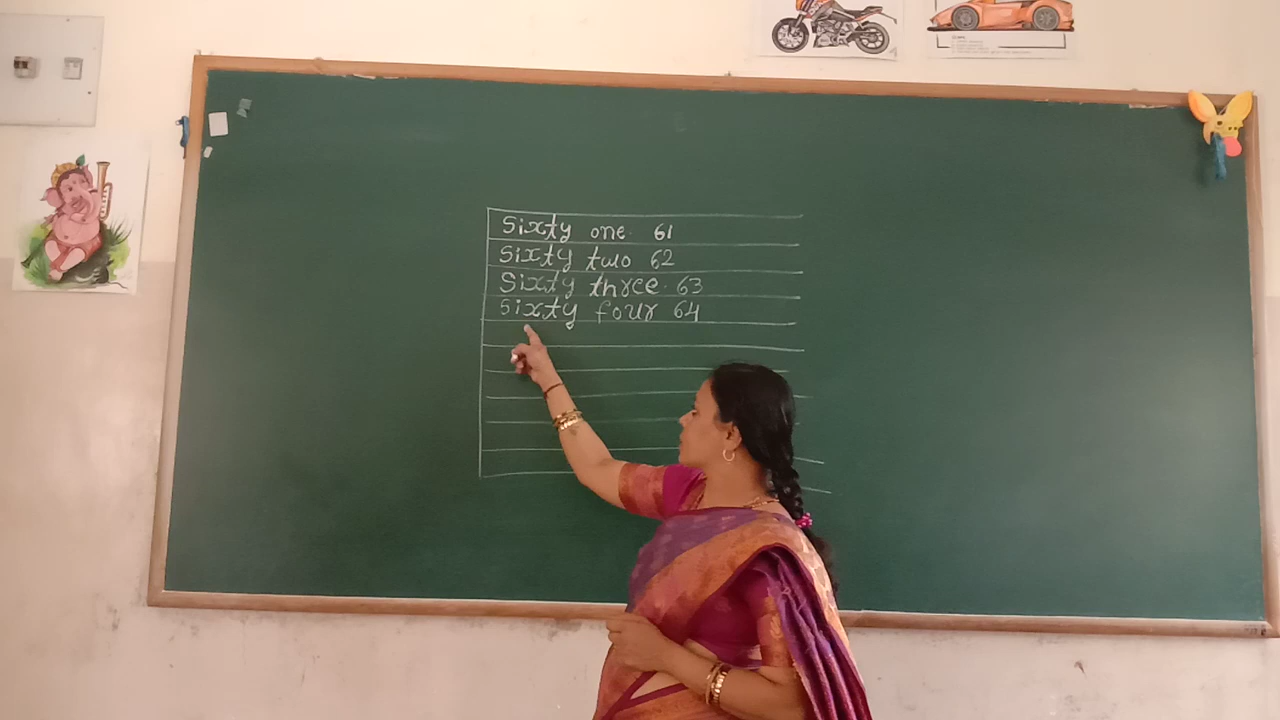 Sixty one. 61
Sixty two 62
Sixty three. 63
Sixty four 64